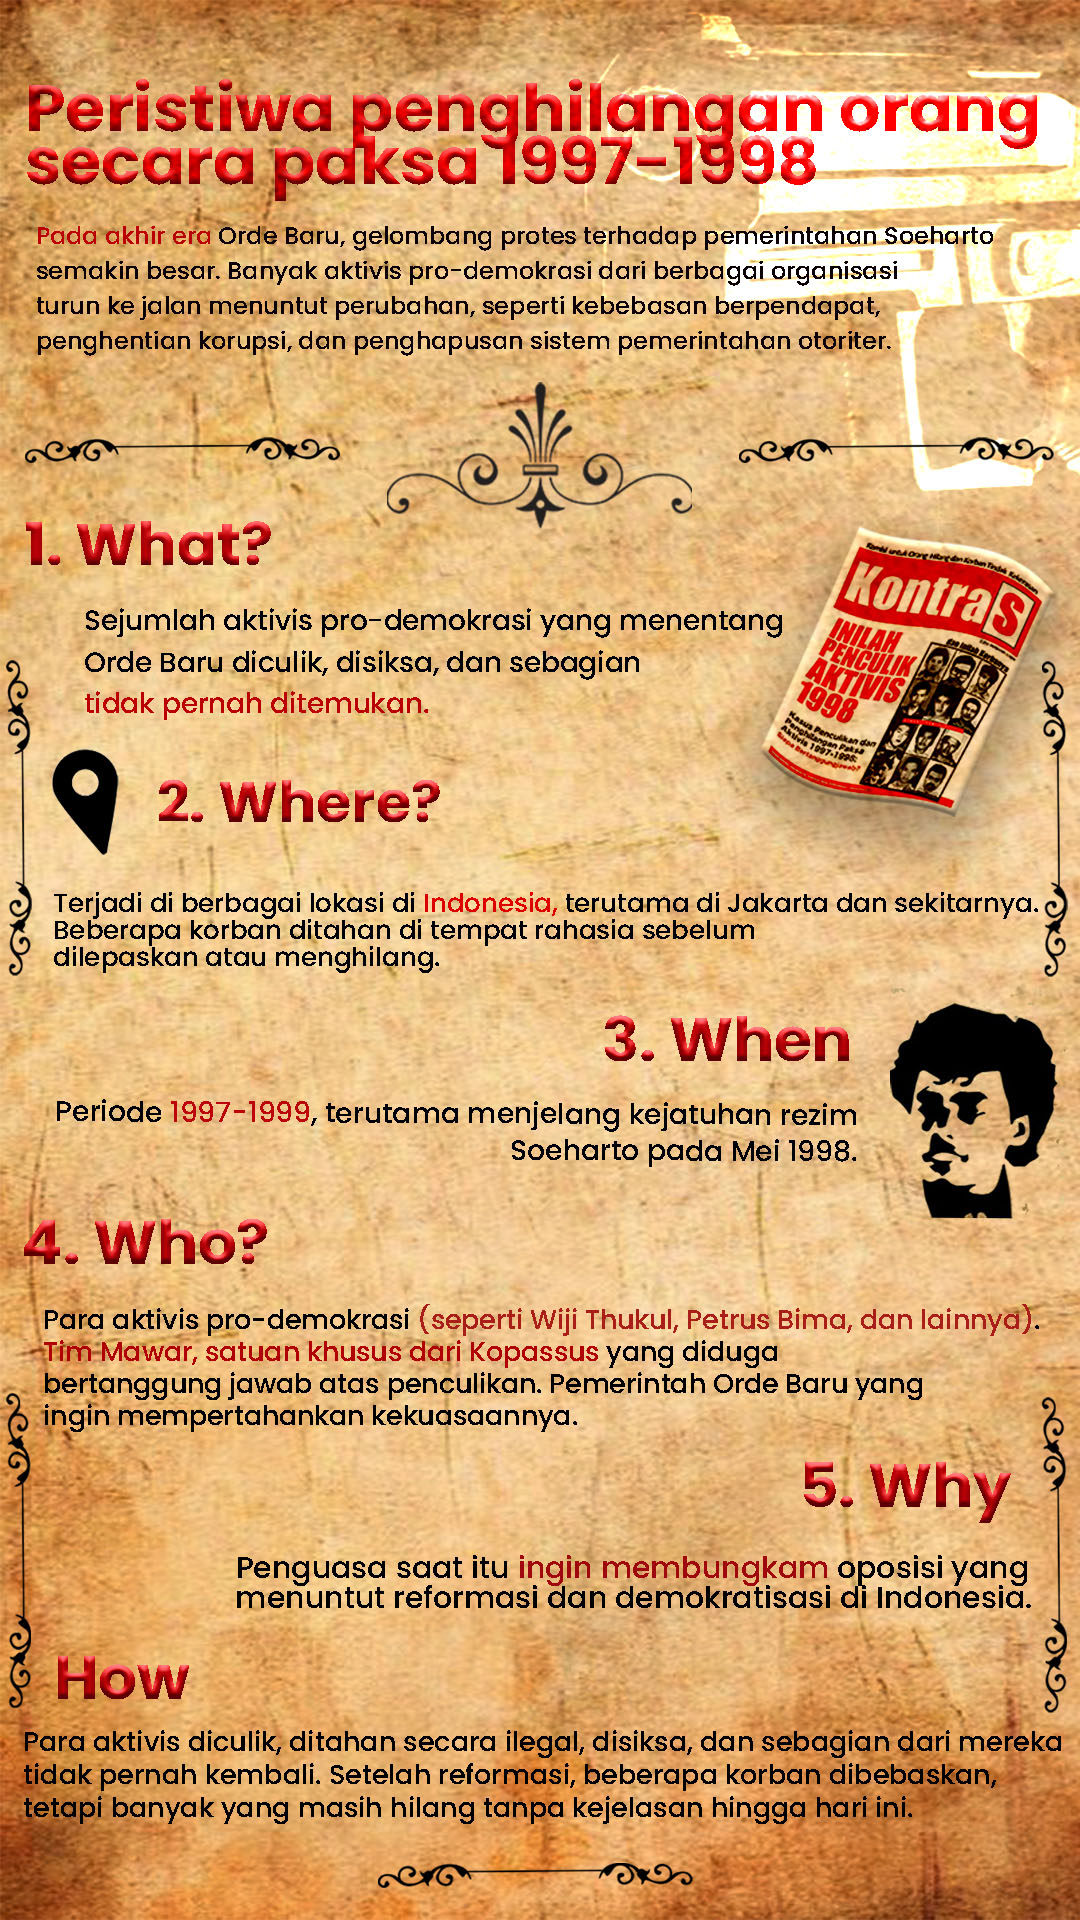 Peristiwa penghilangan orang
secara paksa 1997-1998
Pada akhir era Orde Baru, gelombang protes terhadap pemerintahan Soeharto
semakin besar. Banyak aktivis pro-demokrasi dari berbagai organisasi
turun ke jalan menuntut perubahan, seperti kebebasan berpendapat,
penghentian korupsi, dan penghapusan sistem pemerintahan otoriter.
1. What?
Sejumlah aktivis pro-demokrasi yang menentang
Orde Baru diculik, disiksa, dan sebagian
tidak pernah ditemukan.
KontraS
INILAH
PENCULIK
AKTIVIS
1998
Kasus Penculikan dan
Penghilangan Paksa
Aktivis 1997-1998:
2. Where?
Terjadi di berbagai lokasi di Indonesia, terutama di Jakarta dan sekitarnya.
Beberapa korban ditahan di tempat rahasia sebelum
dilepaskan atau menghilang.
3. When
Periode 1997-1999, terutama menjelang kejatuhan rezim
Soeharto pada Mei 1998.
4. Who?
Para aktivis pro-demokrasi (seperti Wiji Thukul, Petrus Bima, dan lainnya).
Tim Mawar, satuan khusus dari Kopassus yang diduga
bertanggung jawab atas penculikan. Pemerintah Orde Baru yang
ingin mempertahankan kekuasaannya.
5. Why
Penguasa saat itu ingin membungkam oposisi yang
menuntut reformasi dan demokratisasi di Indonesia.
How
Para aktivis diculik, ditahan secara ilegal, disiksa, dan sebagian dari mereka
tidak pernah kembali. Setelah reformasi, beberapa korban dibebaskan,
tetapi banyak yang masih hilang tanpa kejelasan hingga hari ini.